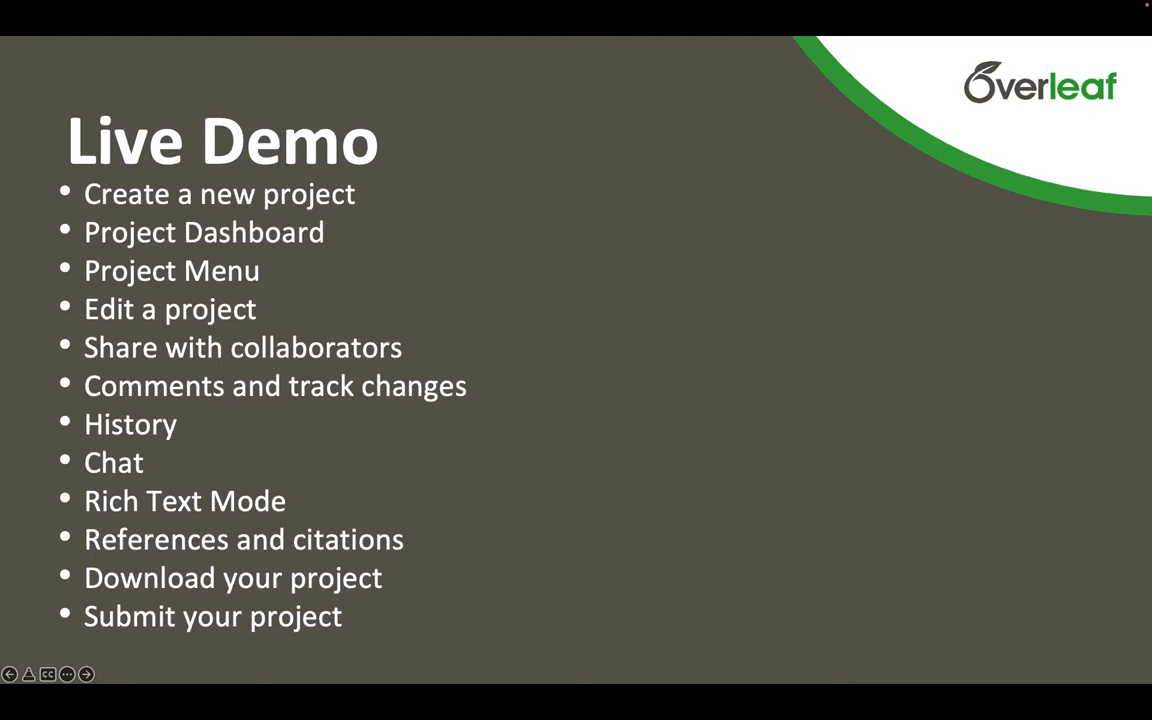 Overleaf
Live Demo
• Create a new project
• Project Dashboard
• Project Menu
• Edit a project
• Share with collaborators
• Comments and track changes
• History
• Chat
• Rich Text Mode
• References and citations
• Download your project
• Submit your project
CC